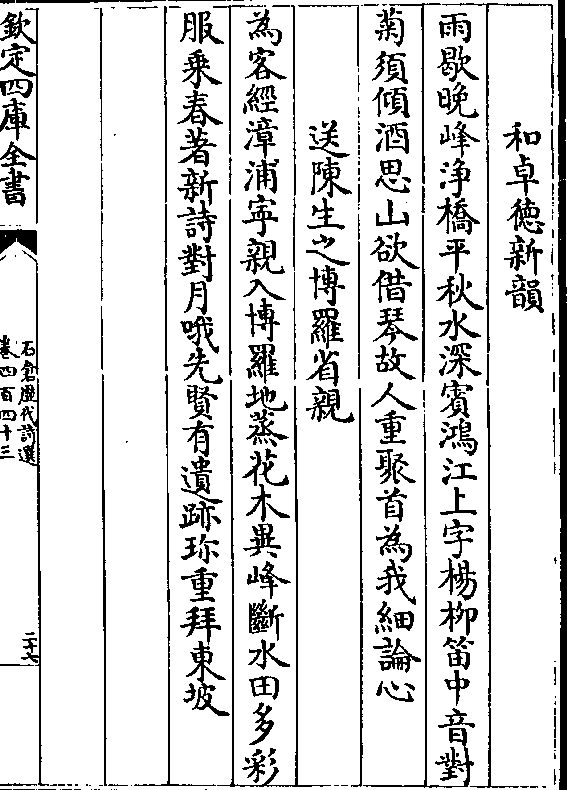 和卓徳新韻
雨歇晚峰浄橋平秋水深賓鴻江上字楊柳笛中音對
菊須傾酒思山欲借琴故人重聚首為我細論心
送陳生之博羅省親
為客經漳浦寜親入博羅地蒸花木異峰斷水田多彩
服乘春著新詩對月哦先賢有遺跡珎重拜東坡
欽定四庫全書
石倉歴代詩選
卷四百四十三
二十六